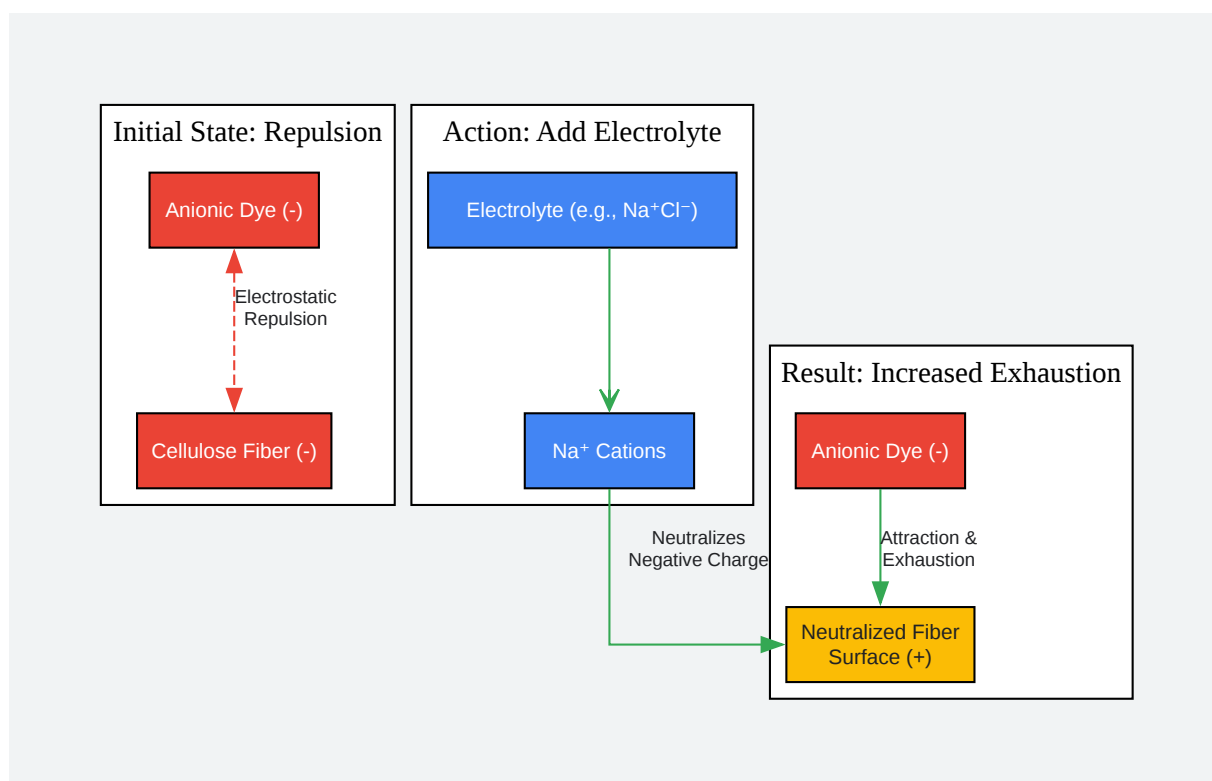 Initial State: Repulsion
Anionic Dye (-)
Electrostatic
Repulsion
Cellulose Fiber (-)
Action: Add Electrolyte
Electrolyte (e.g., Na⁺Cl⁻)
Na⁺ Cations
Neutralizes
Negative Charge
Result: Increased Exhaustion
Anionic Dye (-)
Attraction &
Exhaustion
Neutralized Fiber
Surface (+)